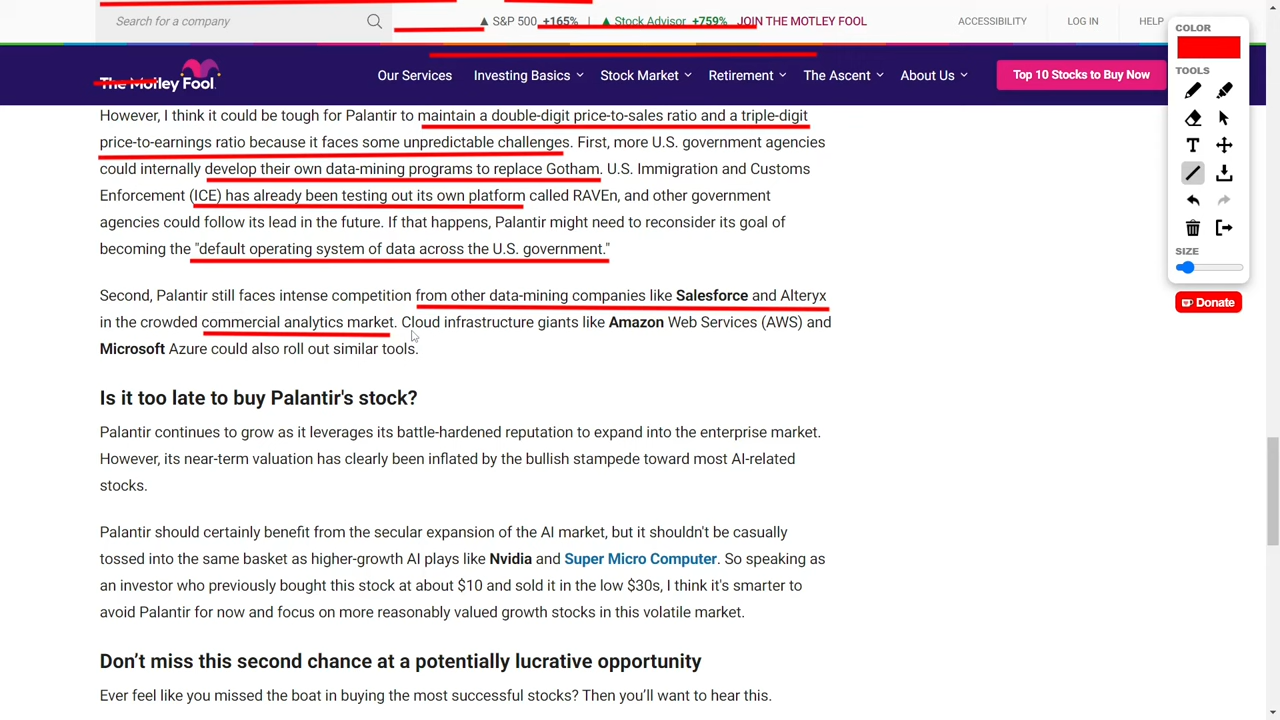 Search for a company
▲ S&P 500 +165% | ▲ Stock Advisor +759% JOIN THE MOTLEY FOOL
ACCESSIBILITY LOG IN HELP
The Motley Fool.
Our Services Investing Basics Stock Market Retirement The Ascent About Us Top 10 Stocks to Buy Now
However, I think it could be tough for Palantir to maintain a double-digit price-to-sales ratio and a triple-digit
price-to-earnings ratio because it faces some unpredictable challenges. First, more U.S. government agencies
could internally develop their own data-mining programs to replace Gotham. U.S. Immigration and Customs
Enforcement (ICE) has already been testing out its own platform called RAVEn, and other government
agencies could follow its lead in the future. If that happens, Palantir might need to reconsider its goal of
becoming the "default operating system of data across the U.S. government."
Second, Palantir still faces intense competition from other data-mining companies like Salesforce and Alteryx
in the crowded commercial analytics market. Cloud infrastructure giants like Amazon Web Services (AWS) and
Microsoft Azure could also roll out similar tools.
Is it too late to buy Palantir's stock?
Palantir continues to grow as it leverages its battle-hardened reputation to expand into the enterprise market.
However, its near-term valuation has clearly been inflated by the bullish stampede toward most AI-related
stocks.
Palantir should certainly benefit from the secular expansion of the AI market, but it shouldn't be casually
tossed into the same basket as higher-growth AI plays like Nvidia and Super Micro Computer. So speaking as
an investor who previously bought this stock at about $10 and sold it in the low $30s, I think it's smarter to
avoid Palantir for now and focus on more reasonably valued growth stocks in this volatile market.
Don’t miss this second chance at a potentially lucrative opportunity
Ever feel like you missed the boat in buying the most successful stocks? Then you’ll want to hear this.
COLOR
TOOLS
T
SIZE
Donate